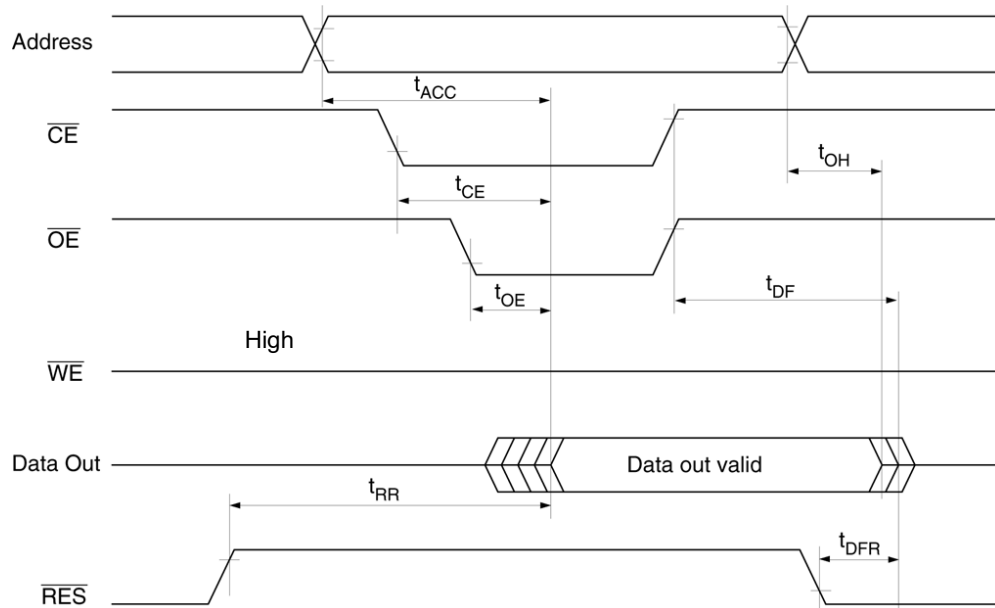 Address
tACC
CE
tOH
tCE
OE
tDF
tOE
High
WE
Data Out
Data out valid
tRR
tDFR
RES